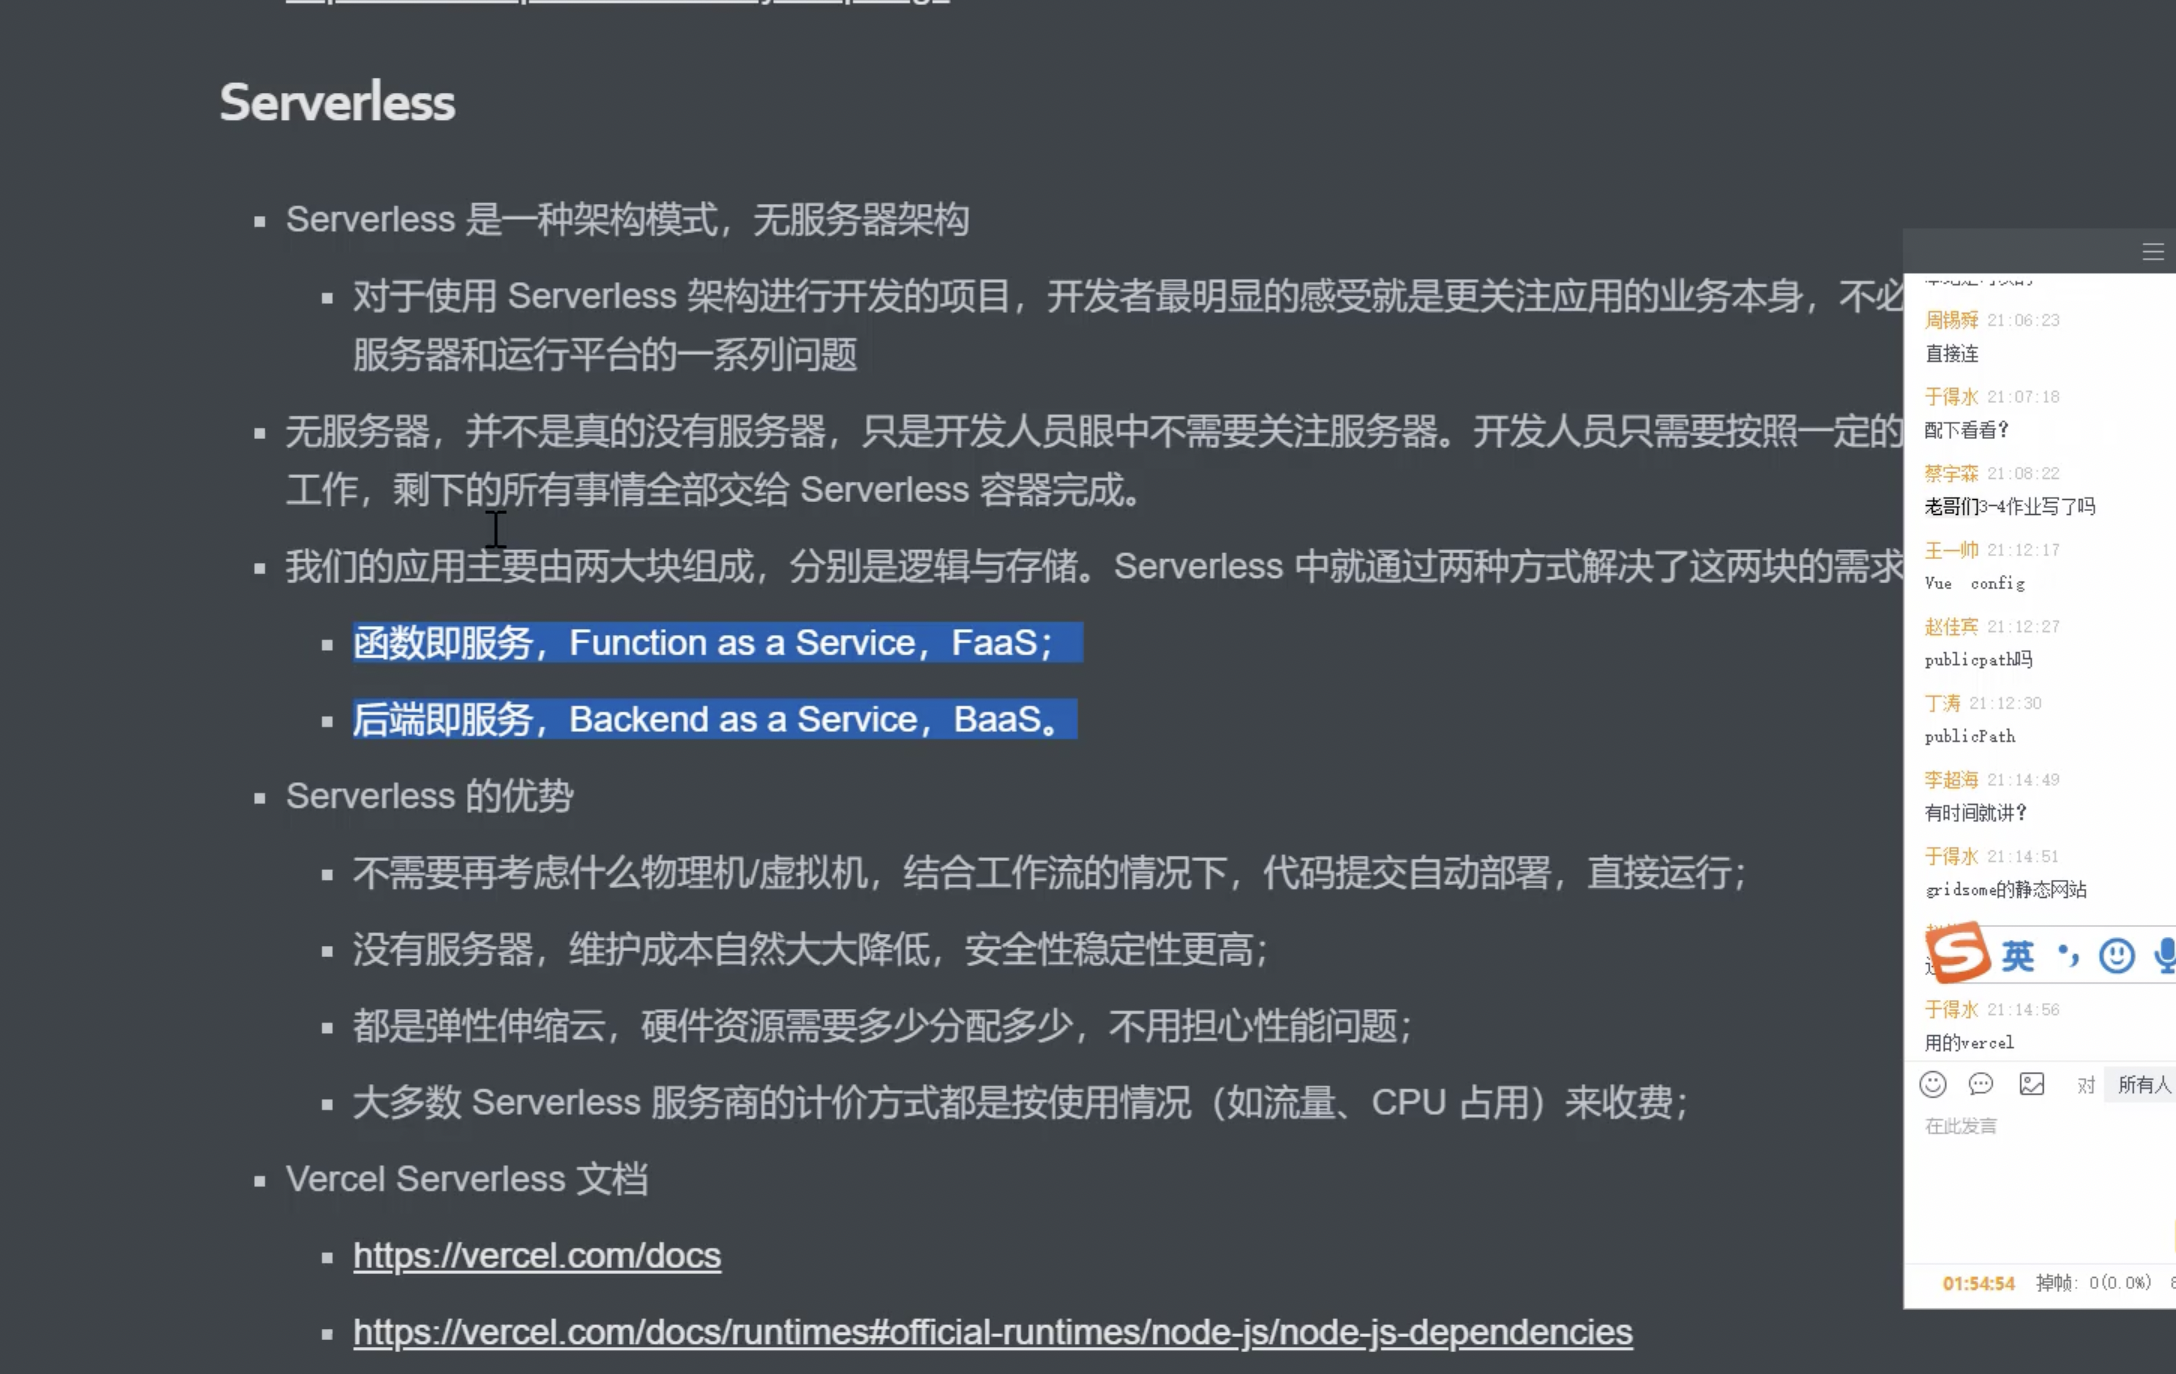 Serverless
Serverless 是一种架构模式，无服务器架构
对于使用 Serverless 架构进行开发的项目，开发者最明显的感受就是更关注应用的业务本身，不必
服务器和运行平台的一系列问题
无服务器，并不是真的没有服务器，只是开发人员眼中不需要关注服务器。开发人员只需要按照一定的
工作，剩下的所有事情全部交给 Serverless 容器完成。
我们的应用主要由两大块组成，分别是逻辑与存储。Serverless 中就通过两种方式解决了这两块的需求
函数即服务，Function as a Service，FaaS；
后端即服务，Backend as a Service，BaaS。
Serverless 的优势
不需要再考虑什么物理机/虚拟机，结合工作流的情况下，代码提交自动部署，直接运行；
没有服务器，维护成本自然大大降低，安全性稳定性更高；
都是弹性伸缩云，硬件资源需要多少分配多少，不用担心性能问题；
大多数 Serverless 服务商的计价方式都是按使用情况（如流量、CPU 占用）来收费；
Vercel Serverless 文档
https://vercel.com/docs
https://vercel.com/docs/runtimes#official-runtimes/node-js/node-js-dependencies
周锡舜 21:06:23
直接连
于得水 21:07:18
配下看看？
蔡宇森 21:08:22
老哥们3-4作业写了吗
王一帅 21:12:17
Vue config
赵佳宾 21:12:27
publicpath吗
丁涛 21:12:30
publicPath
李超海 21:14:49
有时间就讲？
于得水 21:14:51
gridsome的静态网站
英
于得水 21:14:56
用的vercel
对 所有人
在此发言
01:54:54 掉帧: 0(0.0%)